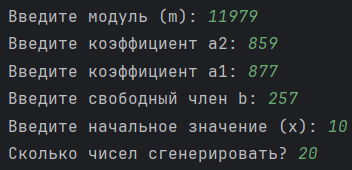 Введите модуль (m): 11979
Введите коэффициент a2: 859
Введите коэффициент a1: 877
Введите свободный член b: 257
Введите начальное значение (x): 10
Сколько чисел сгенерировать? 20